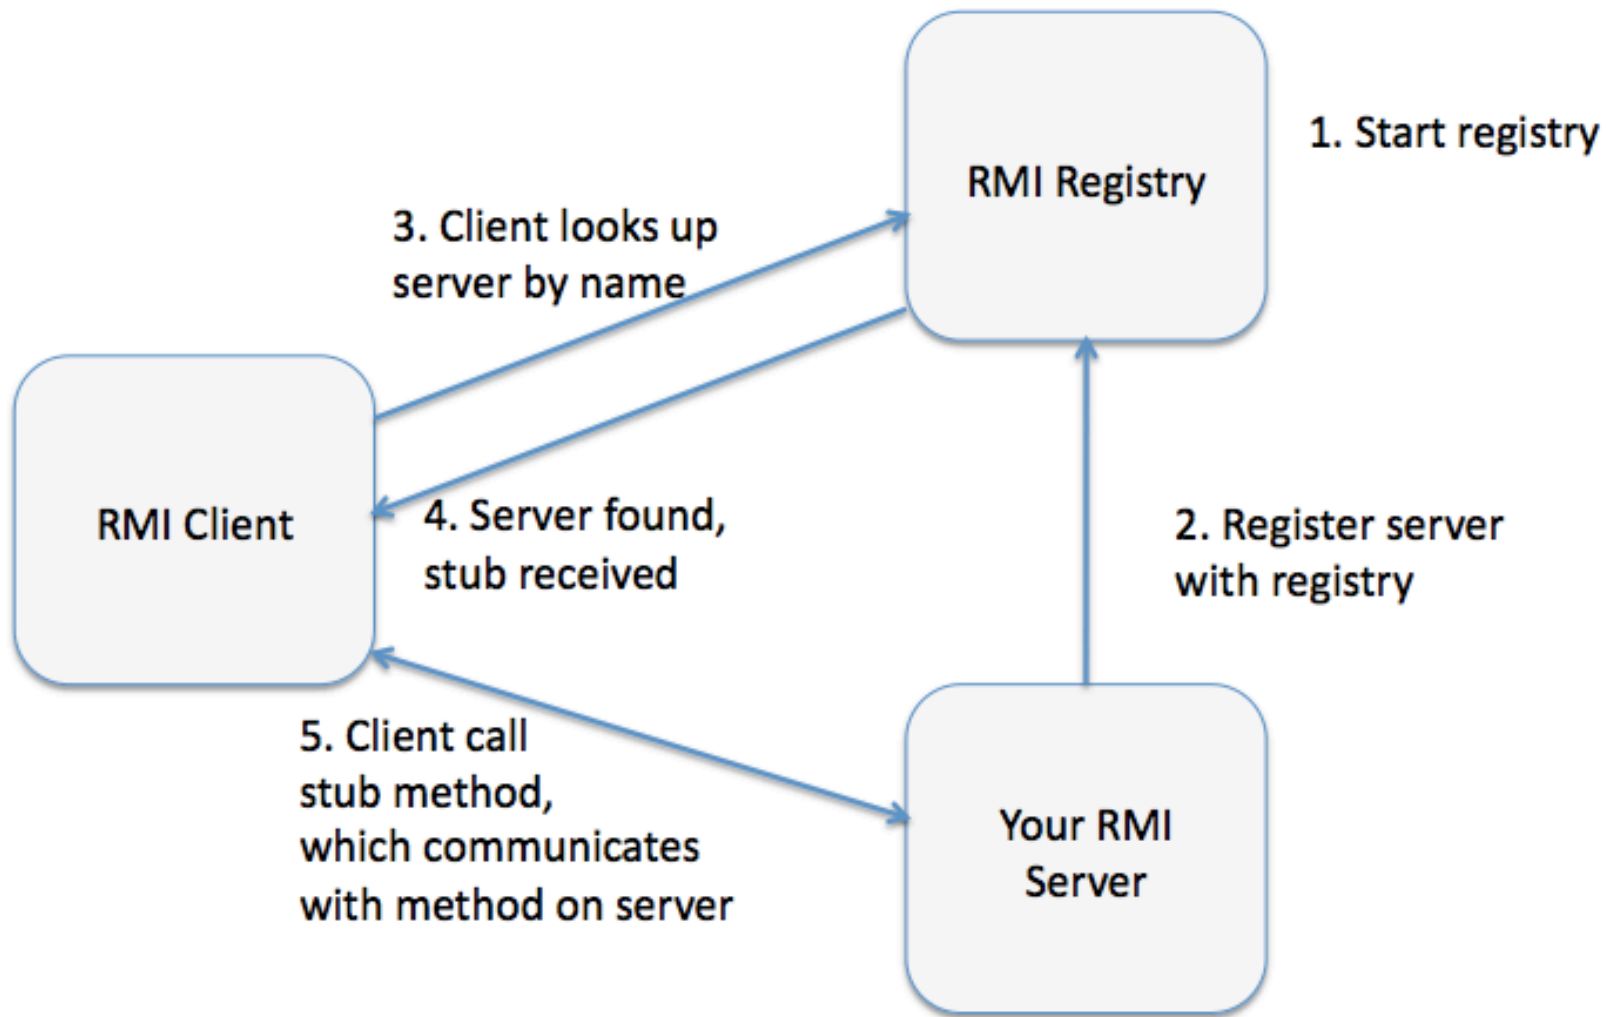 RMI Registry
1. Start registry
3. Client looks up
server by name
RMI Client
4. Server found,
stub received
2. Register server
with registry
5. Client call
stub method,
which communicates
with method on server
Your RMI
Server